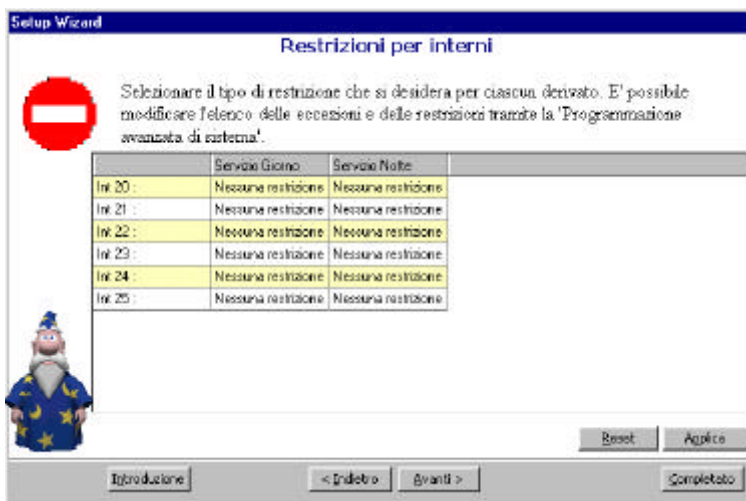 Setup Wizard
Restrizioni per interni
Selezionare il tipo di restrizione che si desidera per ciascun derivato. E' possibile
modificare l'elenco delle eccezioni e delle restrizioni tramite la 'Programmazione
avanzata di sistema'.
Servizio Giorno Servizio Notte
Int 20 : Nessuna restrizione Nessuna restrizione
Int 21 : Nessuna restrizione Nessuna restrizione
Int 22 : Nessuna restrizione Nessuna restrizione
Int 23 : Nessuna restrizione Nessuna restrizione
Int 24 : Nessuna restrizione Nessuna restrizione
Int 25 : Nessuna restrizione Nessuna restrizione
Reset Applica
Introduzione < Indietro Avanti > Completato